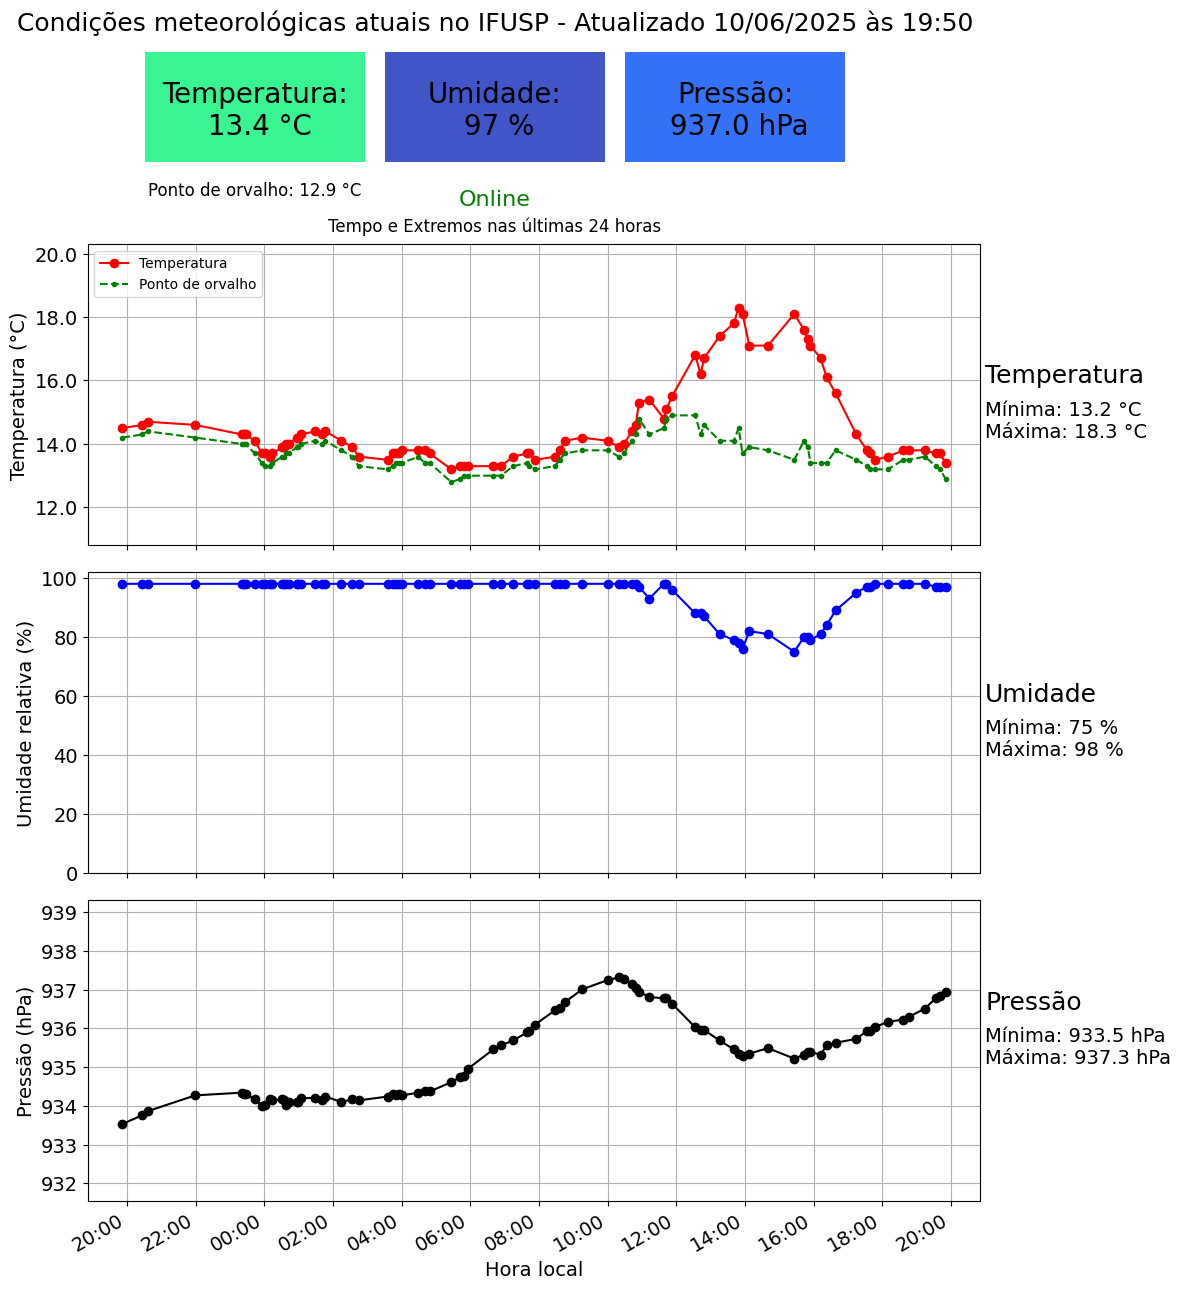 Condições meteorológicas atuais no IFUSP - Atualizado 10/06/2025 às 19:50
Temperatura:
13.4 °C
Umidade:
97 %
Pressão:
937.0 hPa
Ponto de orvalho: 12.9 °C
Online
Tempo e Extremos nas últimas 24 horas
Temperatura (°C)
20.0
18.0
16.0
14.0
12.0
Temperatura
Ponto de orvalho
Temperatura
Mínima: 13.2 °C
Máxima: 18.3 °C
Umidade relativa (%)
100
80
60
40
20
0
Umidade
Mínima: 75 %
Máxima: 98 %
Pressão (hPa)
939
938
937
936
935
934
933
932
Pressão
Mínima: 933.5 hPa
Máxima: 937.3 hPa
20:00 22:00 00:00 02:00 04:00 06:00 08:00 10:00 12:00 14:00 16:00 18:00 20:00
Hora local